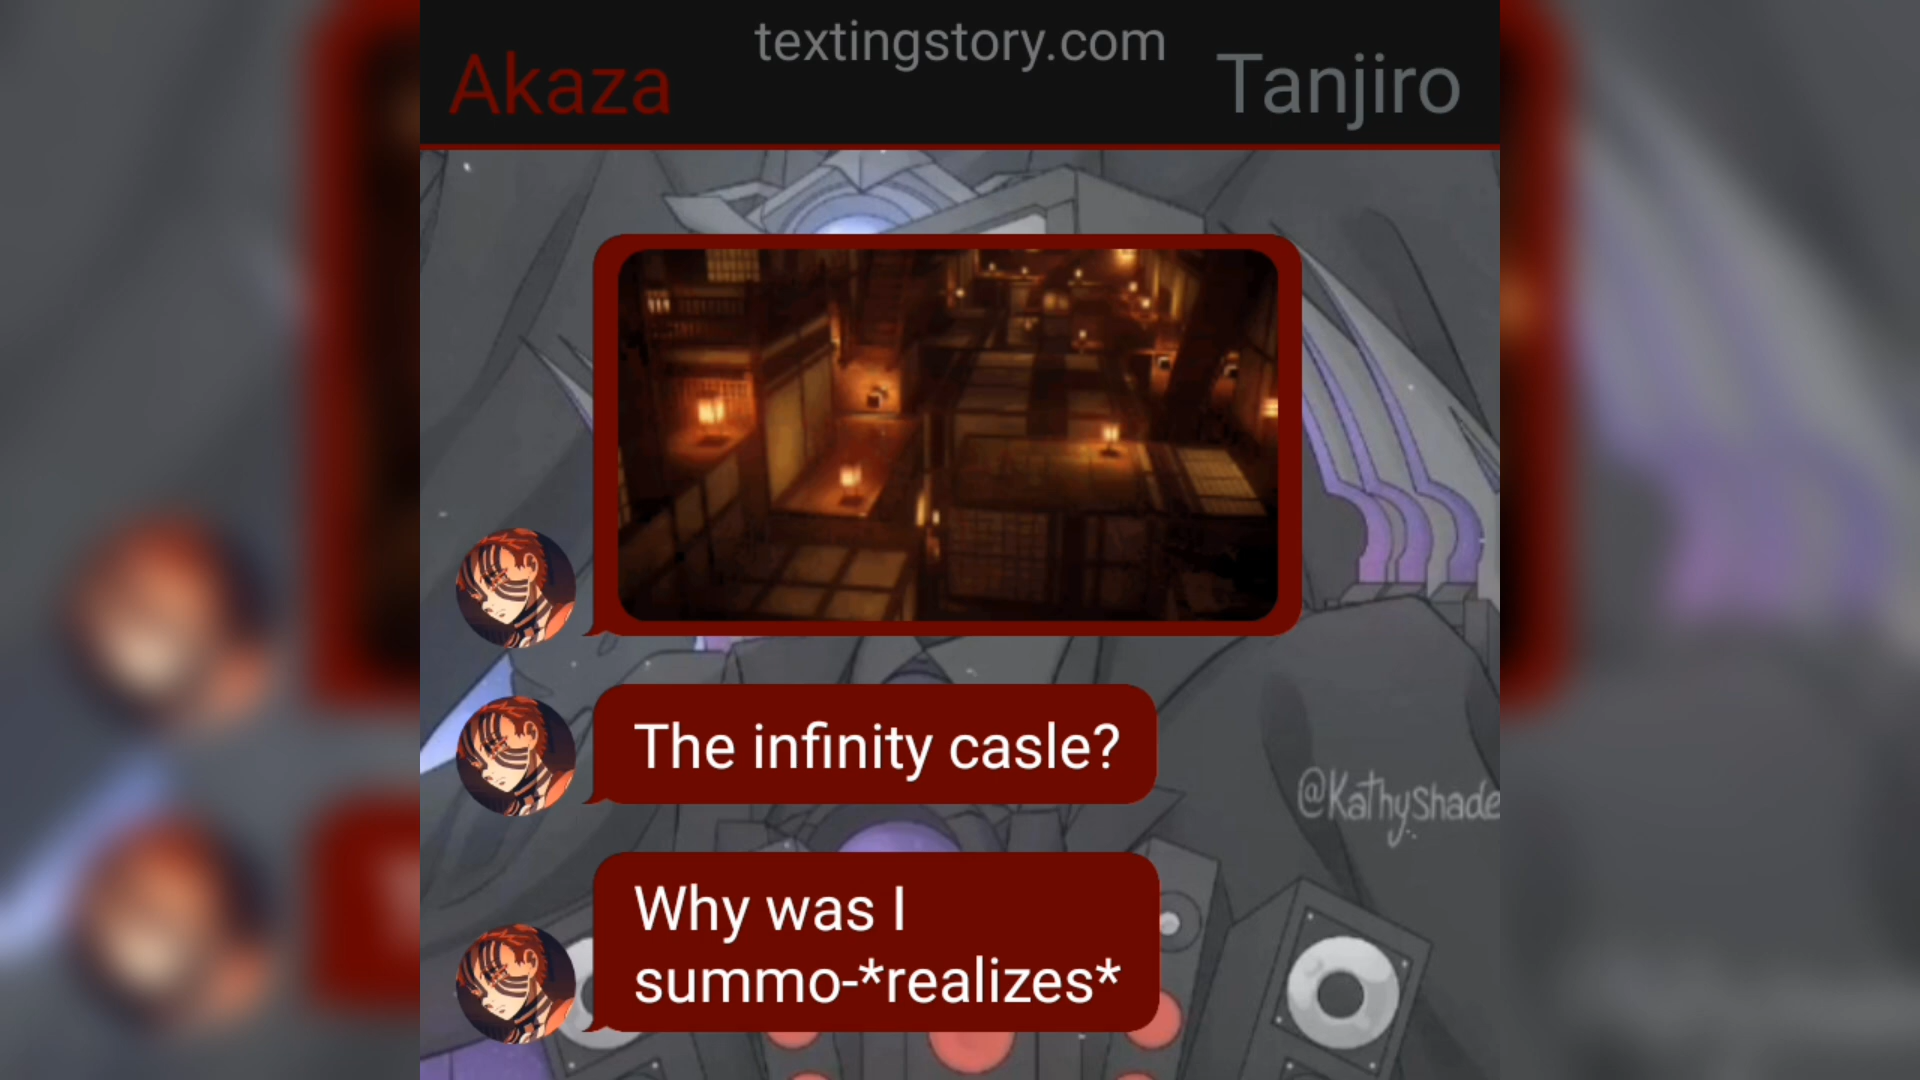 textingstory.com
Akaza
Tanjiro
The infinity casle?
@Kathyshade
Why was I
summo-*realizes*